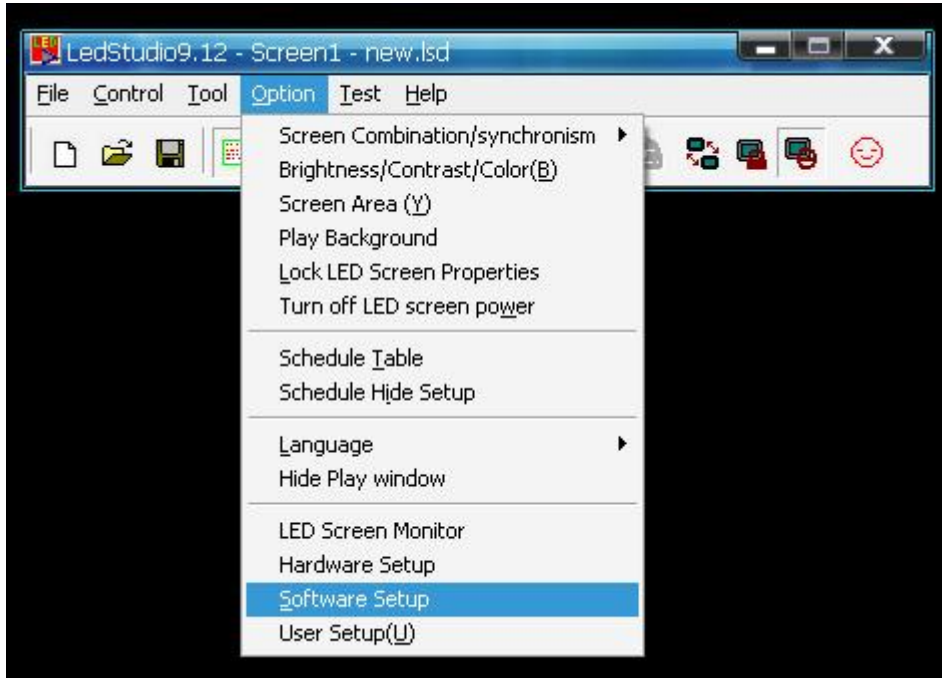 LedStudio9.12 - Screen1 - new.lsd
File Control Tool Option Test Help
Screen Combination/synchronism
Brightness/Contrast/Color(B)
Screen Area (Y)
Play Background
Lock LED Screen Properties
Turn off LED screen power
Schedule Table
Schedule Hide Setup
Language
Hide Play window
LED Screen Monitor
Hardware Setup
Software Setup
User Setup(U)